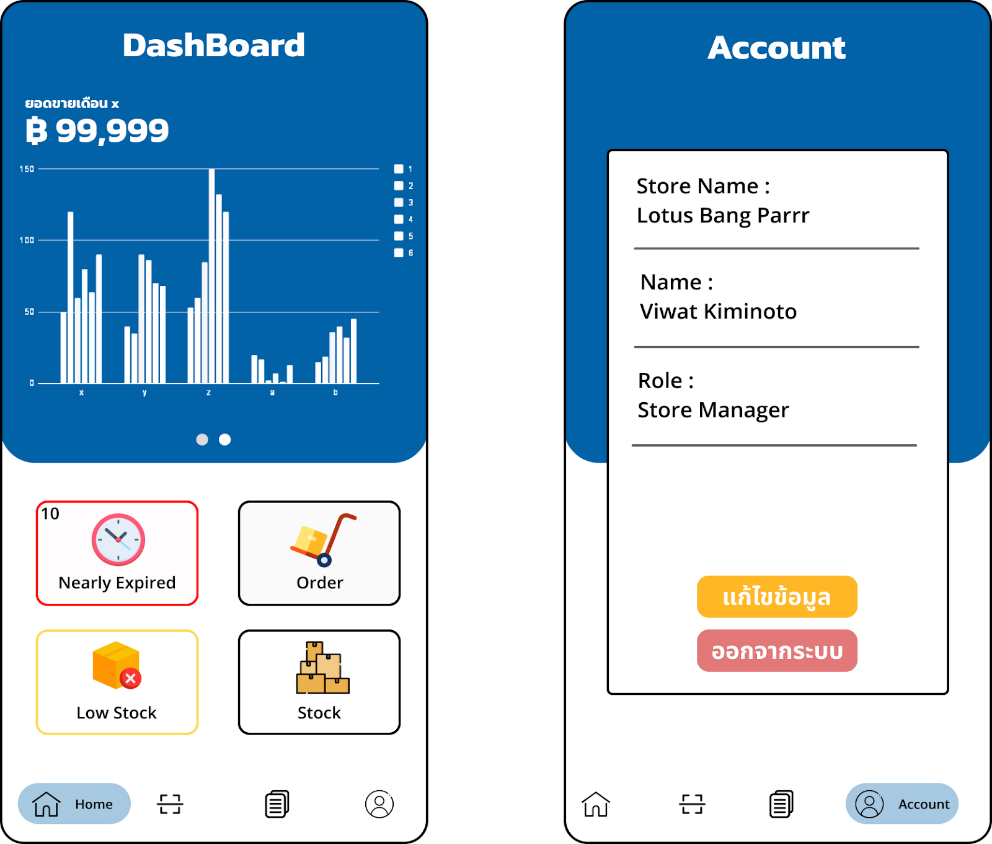 DashBoard
ยอดขายเดือน x
฿ 99,999
150
100
50
0
x
y
z
a
b
1
2
3
4
5
6
10
Nearly Expired
Order
Low Stock
Stock
Home
Account
Store Name :
Lotus Bang Parrr
Name :
Viwat Kiminoto
Role :
Store Manager
แก้ไขข้อมูล
ออกจากระบบ
Account